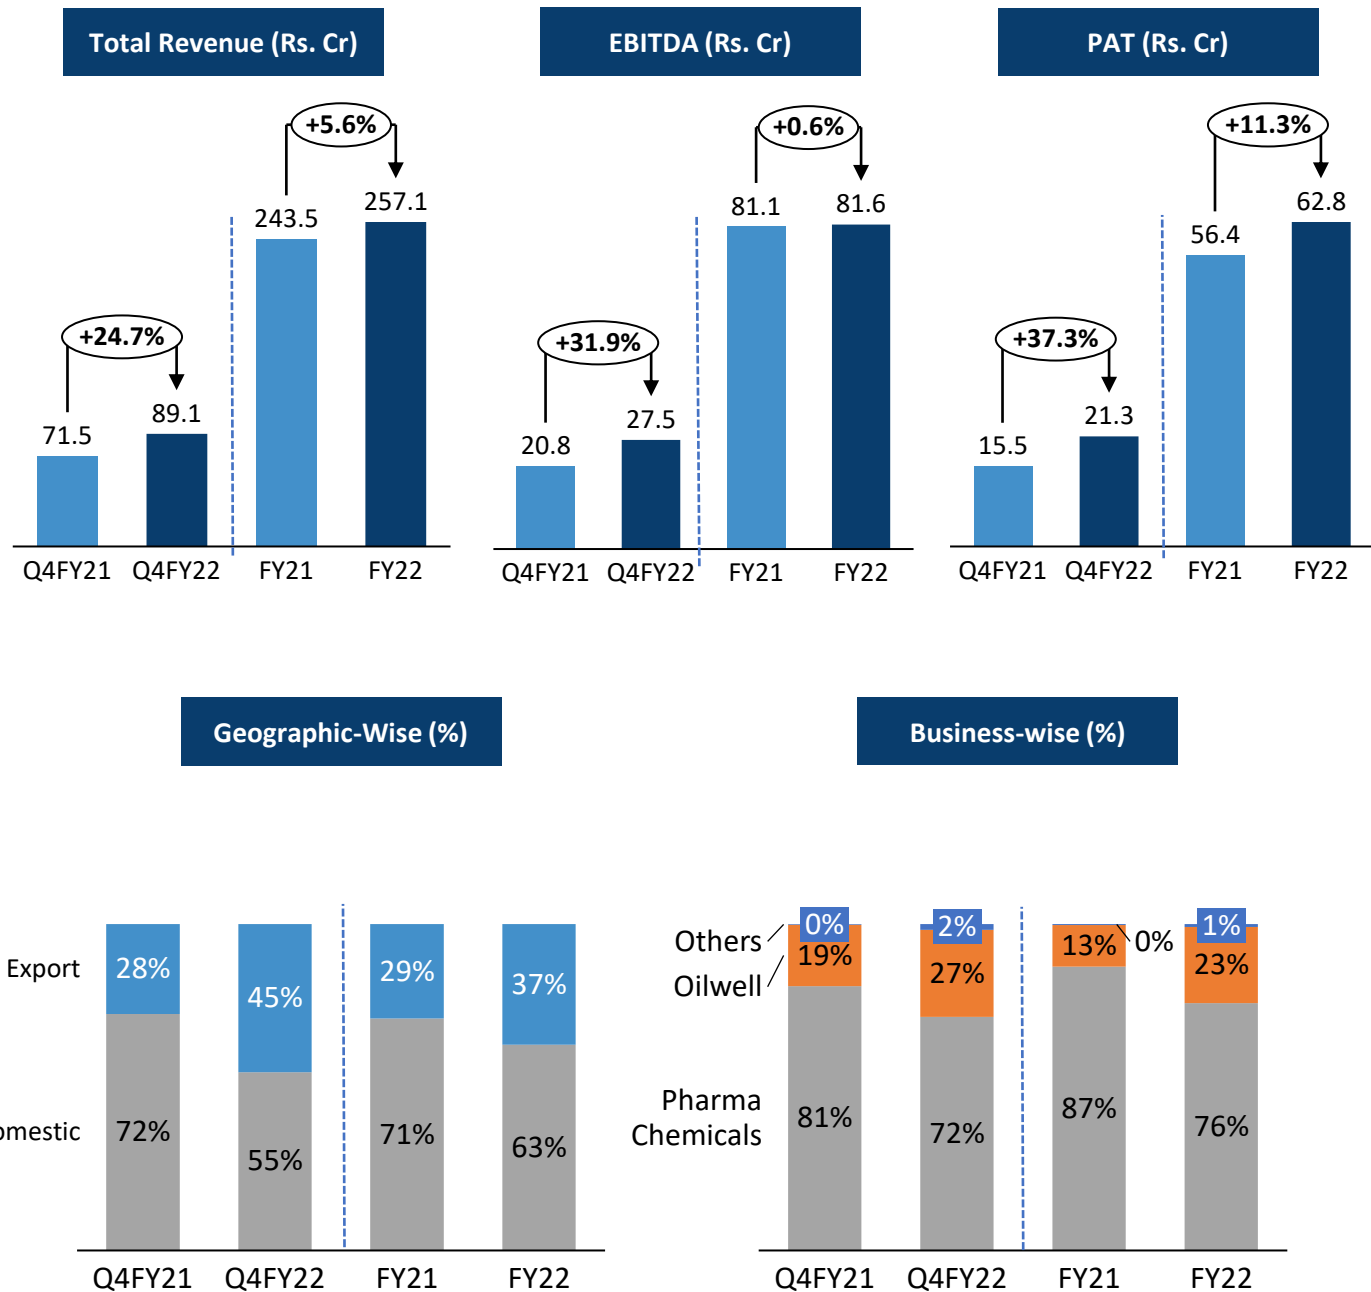 Total Revenue (Rs. Cr)
EBITDA (Rs. Cr)
PAT (Rs. Cr)
+5.6%
243.5
257.1
+24.7%
71.5
89.1
Q4FY21 Q4FY22 FY21 FY22
+0.6%
81.1
81.6
+31.9%
20.8
27.5
Q4FY21 Q4FY22 FY21 FY22
+11.3%
56.4
62.8
+37.3%
15.5
21.3
Q4FY21 Q4FY22 FY21 FY22
Geographic-Wise (%)
Export
28% 45% 29% 37%
omestic
72% 55% 71% 63%
Q4FY21 Q4FY22 FY21 FY22
Business-wise (%)
Others
0% 2% 0% 1%
Oilwell
19% 27% 13% 23%
Pharma
Chemicals
81% 72% 87% 76%
Q4FY21 Q4FY22 FY21 FY22